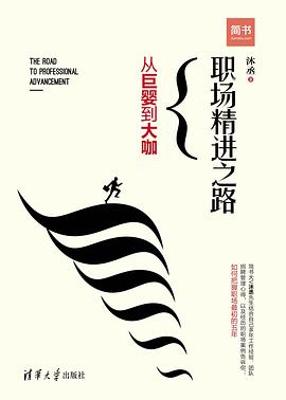 简书
THE ROAD
TO PROFESSIONAL
ADVANCEMENT
沐丞
著
职场精进之路
从巨婴到大咖
如何把握职场最初的五年
清华大学出版社